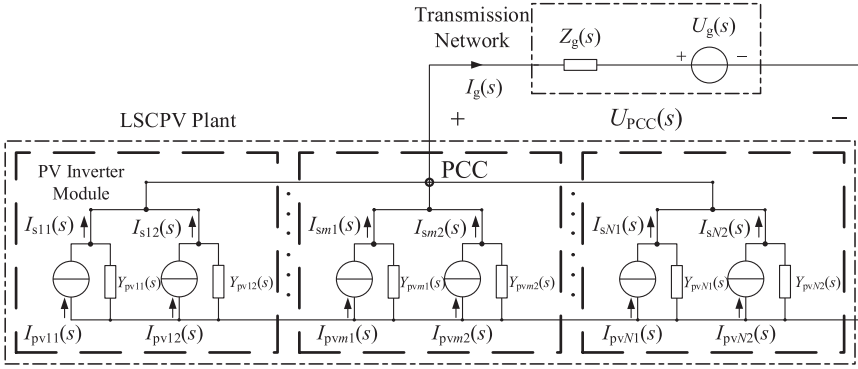 Transmission
Network
Z_g(s)
U_g(s)
+
−
I_g(s)
LSCPV Plant
+
U_PCC(s)
−
PV Inverter
Module
PCC
I_s11(s)
I_s12(s)
I_sm1(s)
I_sm2(s)
I_sN1(s)
I_sN2(s)
Y_pv11(s)
Y_pv12(s)
Y_pvm1(s)
Y_pvm2(s)
Y_pvN1(s)
Y_pvN2(s)
I_pv11(s)
I_pv12(s)
I_pvm1(s)
I_pvm2(s)
I_pvN1(s)
I_pvN2(s)